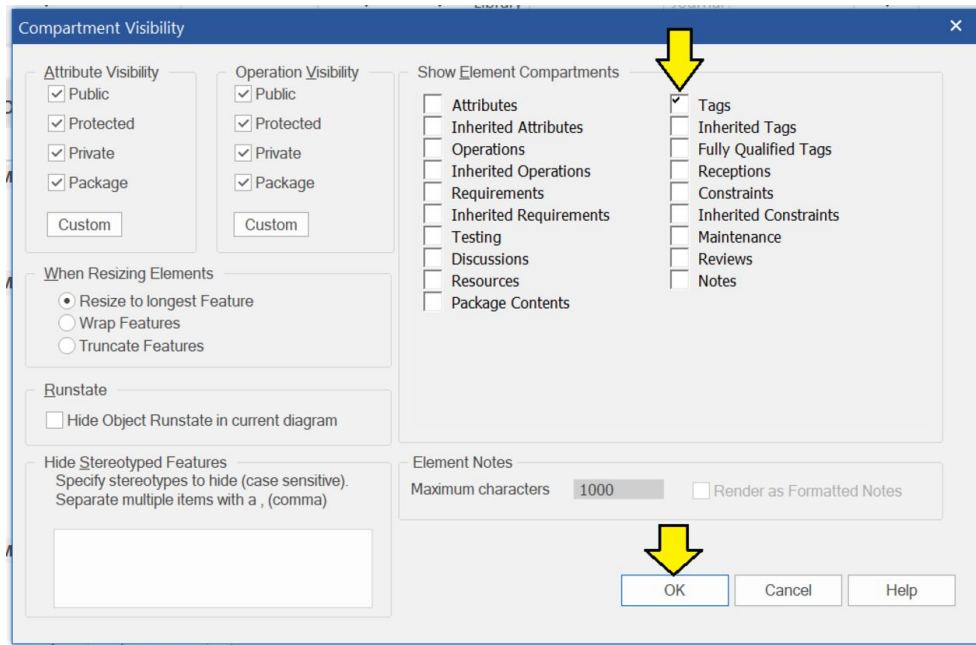 Library
Compartment Visibility
Attribute Visibility
Public
Protected
Private
Package
Custom
Operation Visibility
Public
Protected
Private
Package
Custom
When Resizing Elements
Resize to longest Feature
Wrap Features
Truncate Features
Runstate
Hide Object Runstate in current diagram
Hide Stereotyped Features
Specify stereotypes to hide (case sensitive).
Separate multiple items with a , (comma)
Show Element Compartments
Attributes
Inherited Attributes
Operations
Inherited Operations
Requirements
Inherited Requirements
Testing
Discussions
Resources
Package Contents
Tags
Inherited Tags
Fully Qualified Tags
Receptions
Constraints
Inherited Constraints
Maintenance
Reviews
Notes
Element Notes
Maximum characters 1000 Render as Formatted Notes
OK Cancel Help